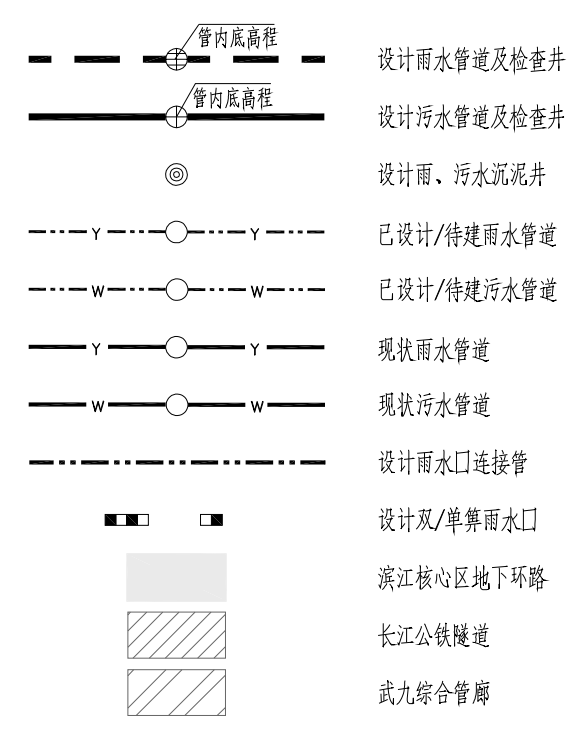 管内底高程
设计雨水管道及检查井
管内底高程
设计污水管道及检查井
设计雨、污水沉泥井
Y Y 已设计/待建雨水管道
W W 已设计/待建污水管道
Y Y 现状雨水管道
W W 现状污水管道
设计雨水口连接管
设计双/单箅雨水口
滨江核心区地下环路
长江公铁隧道
武九综合管廊